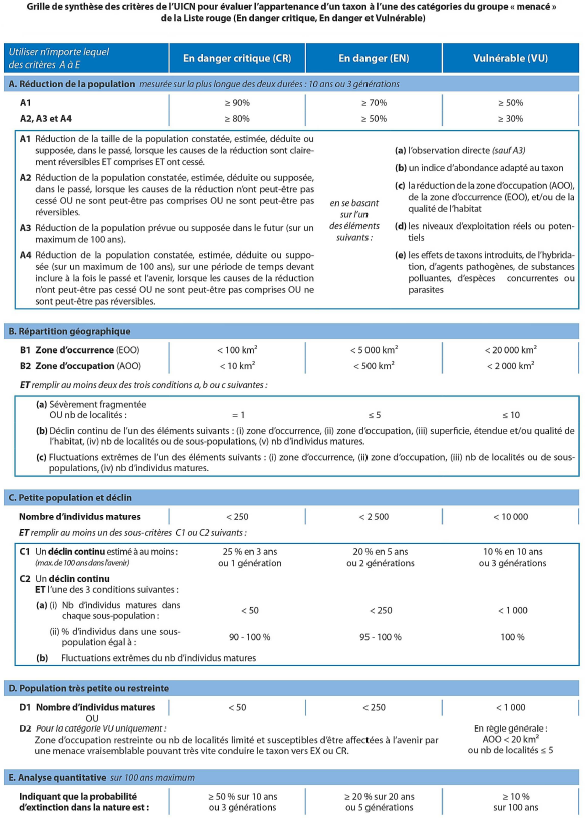 Grille de synthèse des critères de l'UICN pour évaluer l'appartenance d'un taxon à l'une des catégories du groupe « menacé »
de la Liste rouge (En danger critique, En danger et Vulnérable)
Utiliser n'importe lequel
des critères A à E
En danger critique (CR)
En danger (EN)
Vulnérable (VU)
A. Réduction de la population mesurée sur la plus longue des deux durées : 10 ans ou 3 générations
A1 ≥ 90% ≥ 70% ≥ 50%
A2, A3 et A4 ≥ 80% ≥ 50% ≥ 30%
A1 Réduction de la taille de la population constatée, estimée, déduite ou
supposée, dans le passé, lorsque les causes de la réduction sont claire-
ment réversibles ET comprises ET ont cessé.
A2 Réduction de la population constatée, estimée, déduite ou supposée,
dans le passé, lorsque les causes de la réduction n'ont peut-être pas
cessé OU ne sont peut-être pas comprises OU ne sont peut-être pas
réversibles.
A3 Réduction de la population prévue ou supposée dans le futur (sur un
maximum de 100 ans).
A4 Réduction de la population constatée, estimée, déduite ou suppo-
sée (sur un maximum de 100 ans), sur une période de temps devant
inclure à la fois le passé et l'avenir, lorsque les causes de la réduction
n'ont peut-être pas cessé OU ne sont peut-être pas comprises OU ne
sont peut-être pas réversibles.
en se basant
sur l'un
des éléments
suivants :
(a) l'observation directe (sauf A3)
(b) un indice d'abondance adapté au taxon
(c) la réduction de la zone d'occupation (AOO),
de la zone d'occurrence (EOO), et/ou de la
qualité de l'habitat
(d) les niveaux d'exploitation réels ou poten-
tiels
(e) les effets de taxons introduits, de l'hybrida-
tion, d'agents pathogènes, de substances
polluantes, d'espèces concurrentes ou
parasites
B. Répartition géographique
B1 Zone d'occurrence (EOO) < 100 km² < 5 000 km² < 20 000 km²
B2 Zone d'occupation (AOO) < 10 km² < 500 km² < 2 000 km²
ET remplir au moins deux des trois conditions a, b ou c suivantes :
(a) Sévèrement fragmentée
OU nb de localités : = 1 ≤ 5 ≤ 10
(b) Déclin continu de l'un des éléments suivants : (i) zone d'occurrence, (ii) zone d'occupation, (iii) superficie, étendue et/ou qualité de
l'habitat, (iv) nb de localités ou de sous-populations, (v) nb d'individus matures.
(c) Fluctuations extrêmes de l'un des éléments suivants : (i) zone d'occurrence, (ii) zone d'occupation, (iii) nb de localités ou de sous-
populations, (iv) nb d'individus matures.
C. Petite population et déclin
Nombre d'individus matures < 250 < 2 500 < 10 000
ET remplir au moins un des sous-critères C1 ou C2 suivants :
C1 Un déclin continu estimé à au moins : 25 % en 3 ans 20 % en 5 ans 10 % en 10 ans
(max. de 100 ans dans l'avenir) ou 1 génération ou 2 générations ou 3 générations
C2 Un déclin continu
ET l'une des 3 conditions suivantes :
(a) (i) Nb d'individus matures dans
chaque sous-population : < 50 < 250 < 1 000
(ii) % d'individus dans une sous-
population égal à : 90 - 100 % 95 - 100 % 100 %
(b) Fluctuations extrêmes du nb d'individus matures
D. Population très petite ou restreinte
D1 Nombre d'individus matures < 50 < 250 < 1 000
OU
D2 Pour la catégorie VU uniquement :
Zone d'occupation restreinte ou nb de localités limité et susceptibles d'être affectées à l'avenir par
une menace vraisemblable pouvant très vite conduire le taxon vers EX ou CR.
En règle générale :
AOO < 20 km²
ou nb de localités ≤ 5
E. Analyse quantitative sur 100 ans maximum
Indiquant que la probabilité ≥ 50 % sur 10 ans ≥ 20 % sur 20 ans ≥ 10 %
d'extinction dans la nature est : ou 3 générations ou 5 générations sur 100 ans